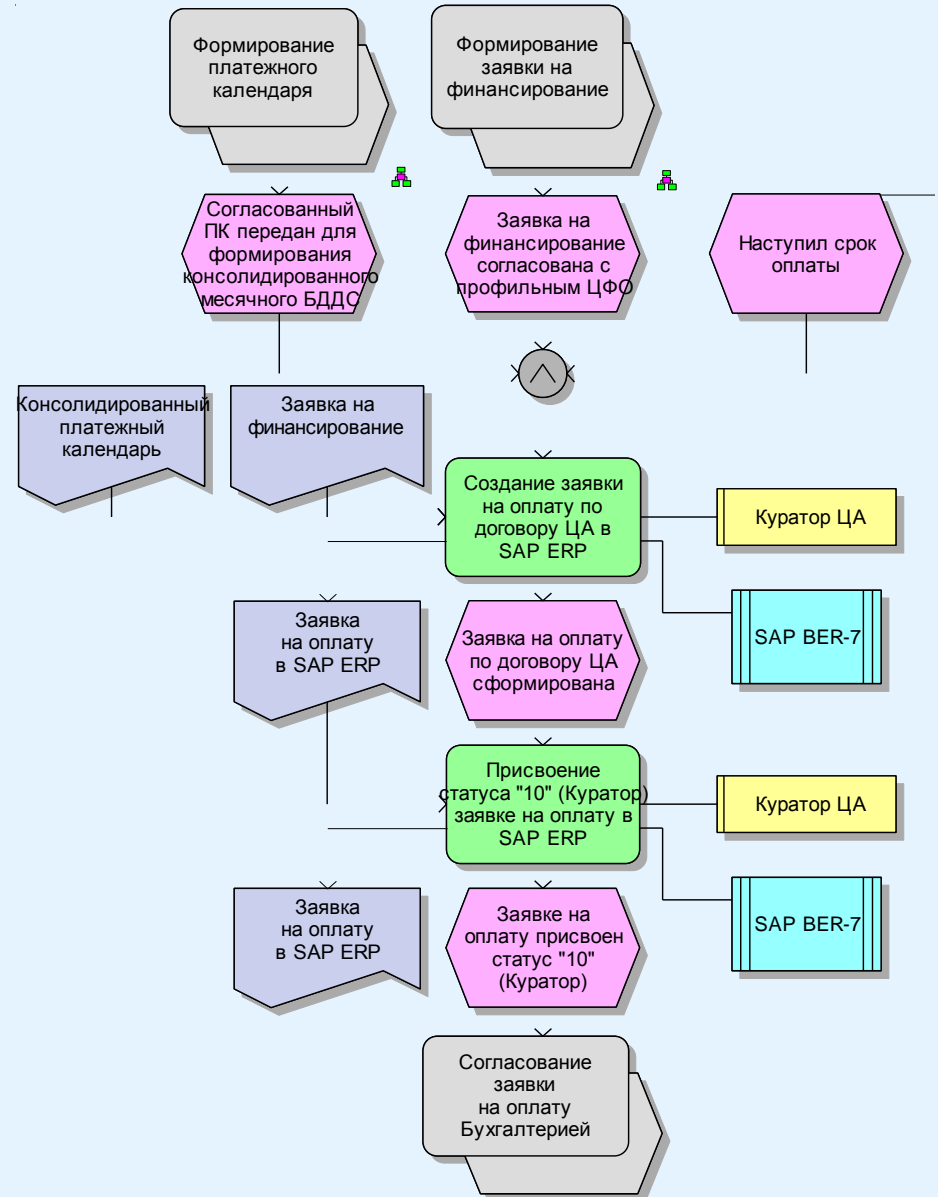 Формирование
платежного
календаря
Формирование
заявки на
финансирование
Согласованный
ПК передан для
формирования
консолидированного
месячного БДДС
Заявка на
финансирование
согласована с
профильным ЦФО
Наступил срок
оплаты
Консолидированный
платежный
календарь
Заявка на
финансирование
Создание заявки
на оплату по
договору ЦА в
SAP ERP
Куратор ЦА
SAP BER-7
Заявка
на оплату
в SAP ERP
Заявка на оплату
по договору ЦА
сформирована
Присвоение
статуса "10" (Куратор)
заявке на оплату в
SAP ERP
Куратор ЦА
SAP BER-7
Заявка
на оплату
в SAP ERP
Заявке на
оплату присвоен
статус "10"
(Куратор)
Согласование
заявки
на оплату
Бухгалтерией